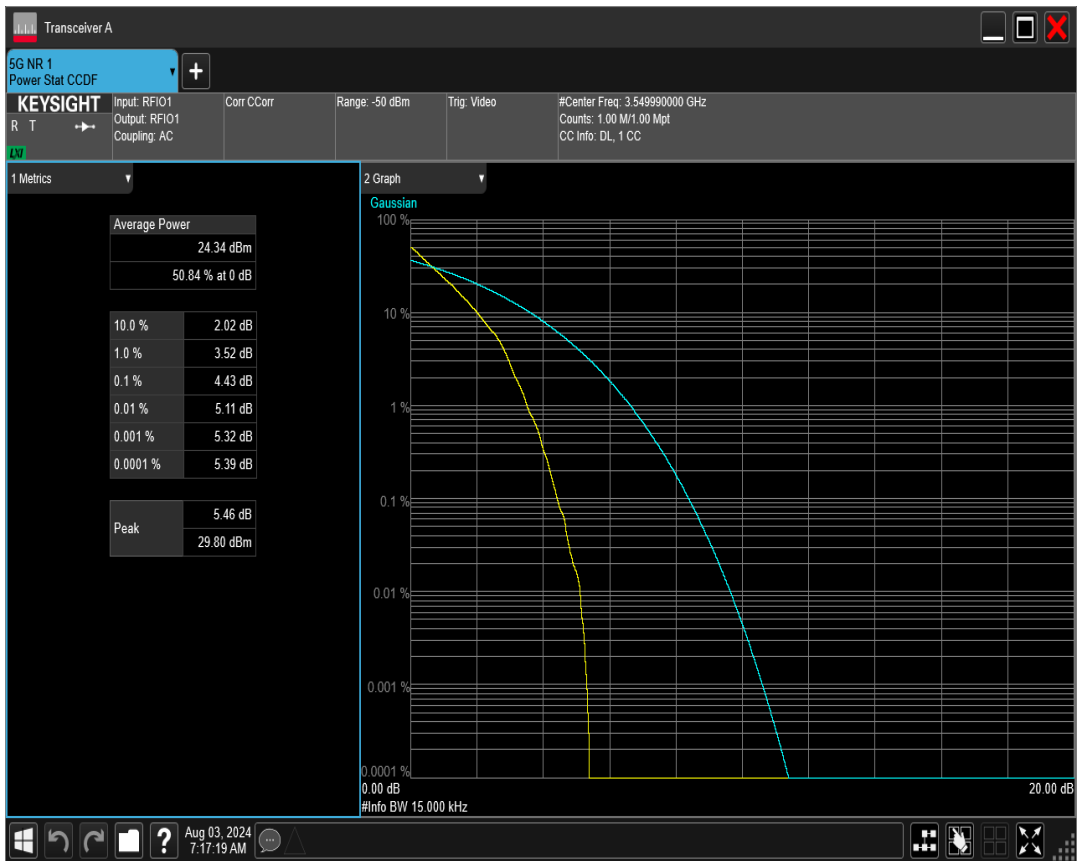 Transceiver A
5G NR 1
Power Stat CCDF
KEYSIGHT
R T
LXI
Input: RFIO1
Output: RFIO1
Coupling: AC
Corr CCorr
Range: -50 dBm
Trig: Video
#Center Freq: 3.549990000 GHz
Counts: 1.00 M/1.00 Mpt
CC Info: DL, 1 CC
1 Metrics
Average Power
24.34 dBm
50.84 % at 0 dB
10.0 % 2.02 dB
1.0 % 3.52 dB
0.1 % 4.43 dB
0.01 % 5.11 dB
0.001 % 5.32 dB
0.0001 % 5.39 dB
Peak 5.46 dB
29.80 dBm
2 Graph
Gaussian
100 %
10 %
1 %
0.1 %
0.01 %
0.001 %
0.0001 %
0.00 dB 20.00 dB
#Info BW 15.000 kHz
Aug 03, 2024
7:17:19 AM